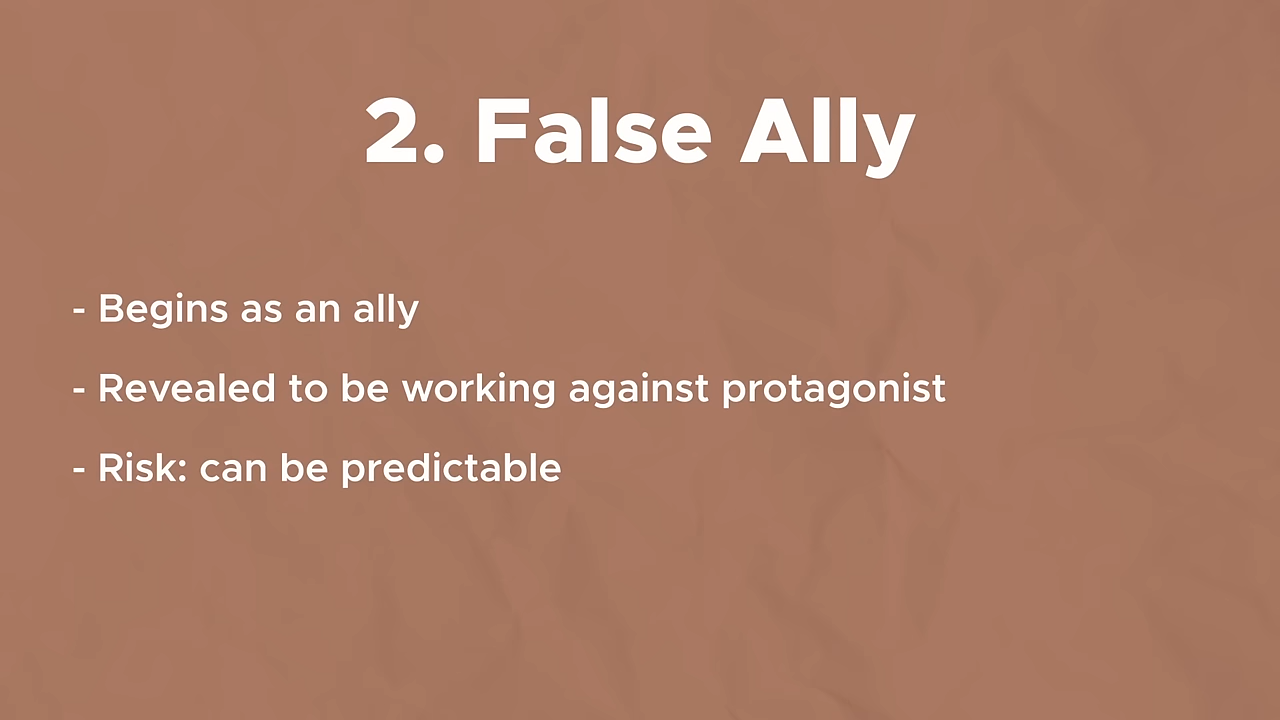 2. False Ally
- Begins as an ally
- Revealed to be working against protagonist
- Risk: can be predictable